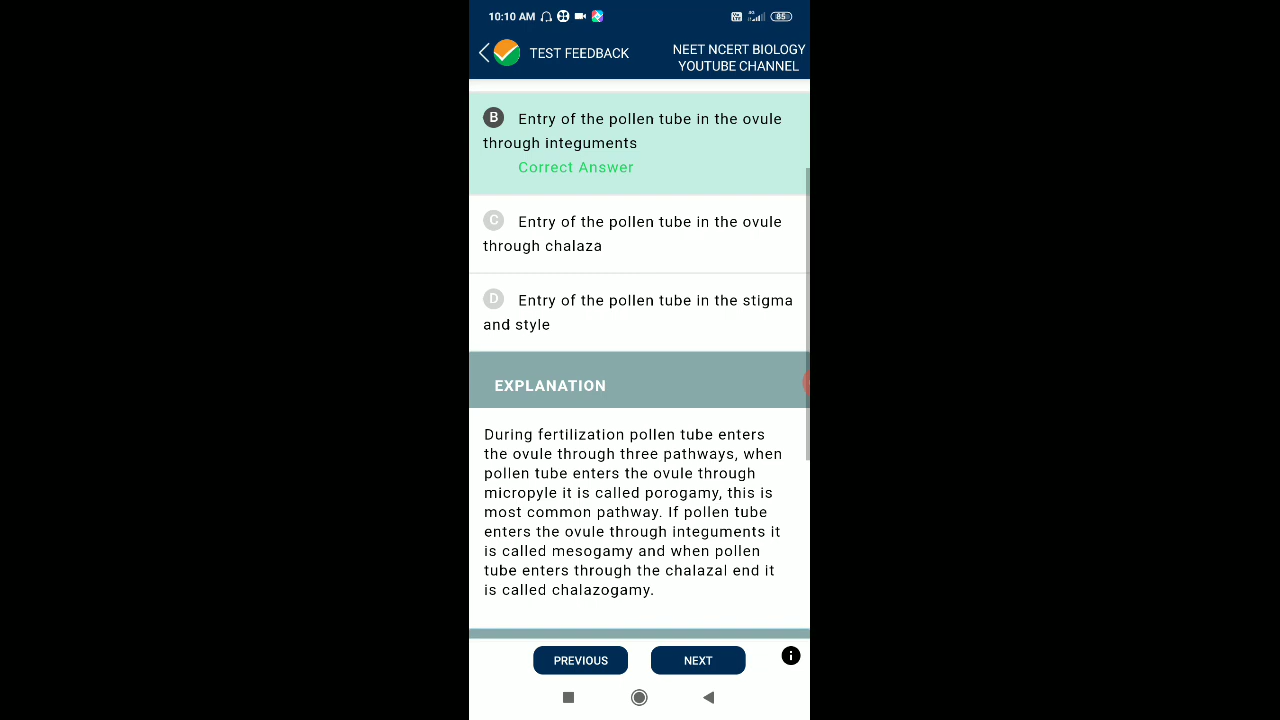 10:10 AM 4G 85
TEST FEEDBACK
NEET NCERT BIOLOGY
YOUTUBE CHANNEL
B Entry of the pollen tube in the ovule
through integuments
Correct Answer
C Entry of the pollen tube in the ovule
through chalaza
D Entry of the pollen tube in the stigma
and style
EXPLANATION
During fertilization pollen tube enters
the ovule through three pathways, when
pollen tube enters the ovule through
micropyle it is called porogamy, this is
most common pathway. If pollen tube
enters the ovule through integuments it
is called mesogamy and when pollen
tube enters through the chalazal end it
is called chalazogamy.
PREVIOUS NEXT